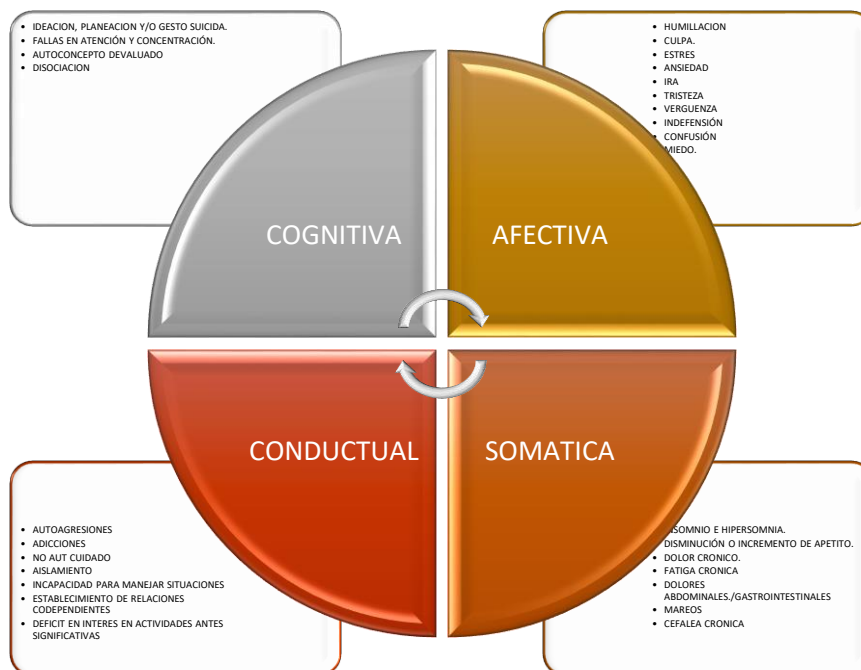 • IDEACION, PLANEACION Y/O GESTO SUICIDA.
• FALLAS EN ATENCIÓN Y CONCENTRACIÓN.
• AUTOCONCEPTO DEVALUADO
• DISOCIACION
• HUMILLACION
• CULPA.
• ESTRES
• ANSIEDAD
• IRA
• TRISTEZA
• VERGUENZA
• INDEFENSIÓN
• CONFUSIÓN
MIEDO.
COGNITIVA
AFECTIVA
CONDUCTUAL
SOMATICA
• AUTOAGRESIONES
• ADICCIONES
• NO AUT CUIDADO
• AISLAMIENTO
• INCAPACIDAD PARA MANEJAR SITUACIONES
• ESTABLECIMIENTO DE RELACIONES
CODEPENDIENTES
• DEFICIT EN INTERES EN ACTIVIDADES ANTES
SIGNIFICATIVAS
NSOMNIO E HIPERSOMNIA.
DISMINUCIÓN O INCREMENTO DE APETITO.
• DOLOR CRONICO.
• FATIGA CRONICA
• DOLORES
ABDOMINALES./GASTROINTESTINALES
• MAREOS
• CEFALEA CRONICA